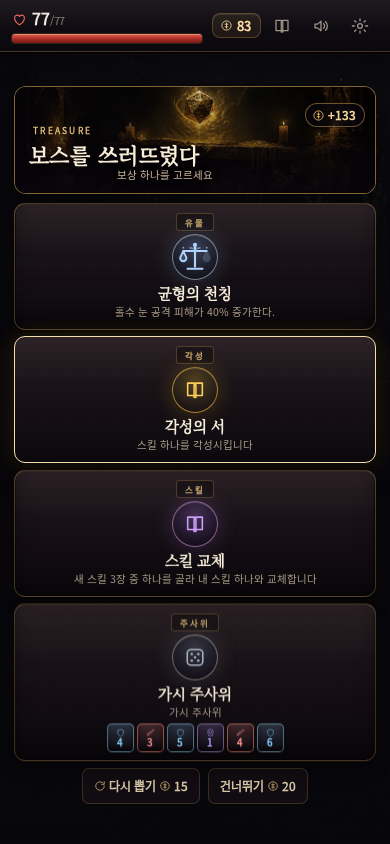 77/77
83
TREASURE
+133
보스를 쓰러뜨렸다
보상 하나를 고르세요
유물
균형의 천칭
홀수 눈 공격 피해가 40% 증가한다.
각성
각성의 서
스킬 하나를 각성시킵니다
스킬
스킬 교체
새 스킬 3장 중 하나를 골라 내 스킬 하나와 교체합니다
주사위
가시 주사위
가시 주사위
4 3 5 1 4 6
다시 뽑기 15 건너뛰기 20